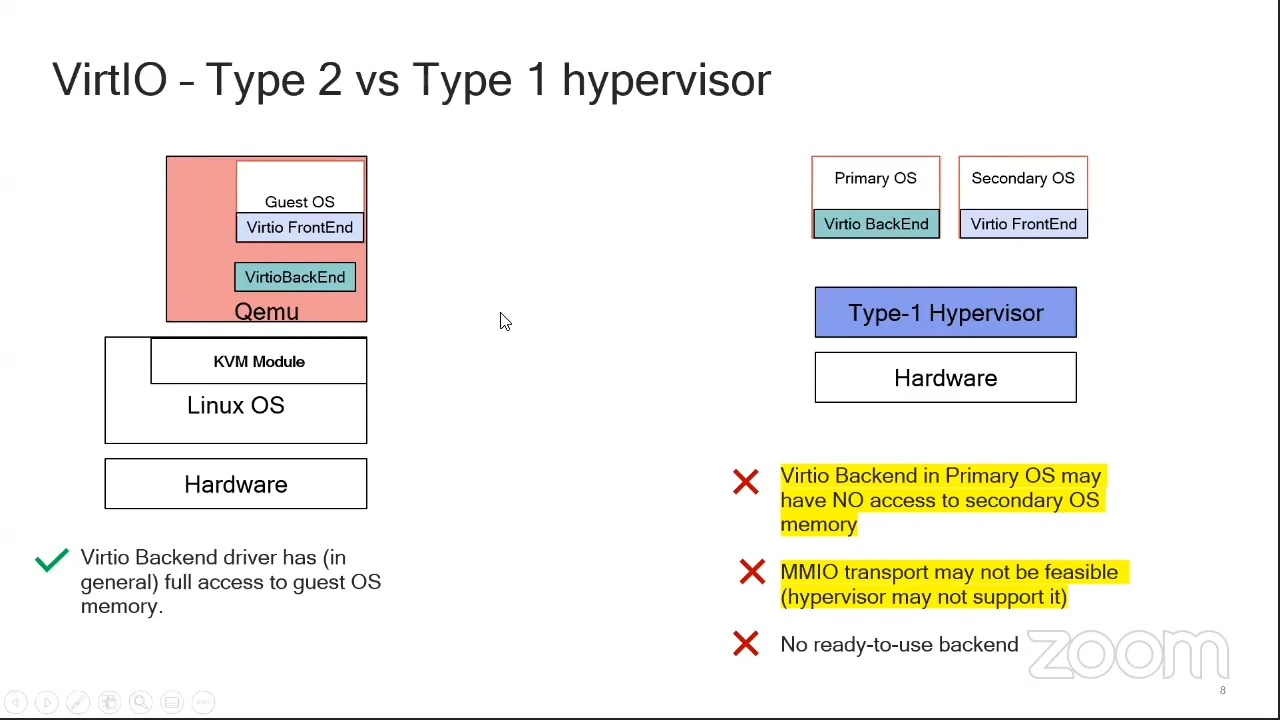 VirtIO - Type 2 vs Type 1 hypervisor
Guest OS
Virtio FrontEnd
VirtioBackEnd
Qemu
KVM Module
Linux OS
Hardware
Virtio Backend driver has (in
general) full access to guest OS
memory.
Primary OS
Virtio BackEnd
Secondary OS
Virtio FrontEnd
Type-1 Hypervisor
Hardware
Virtio Backend in Primary OS may
have NO access to secondary OS
memory
MMIO transport may not be feasible
(hypervisor may not support it)
No ready-to-use backend
zoom
8